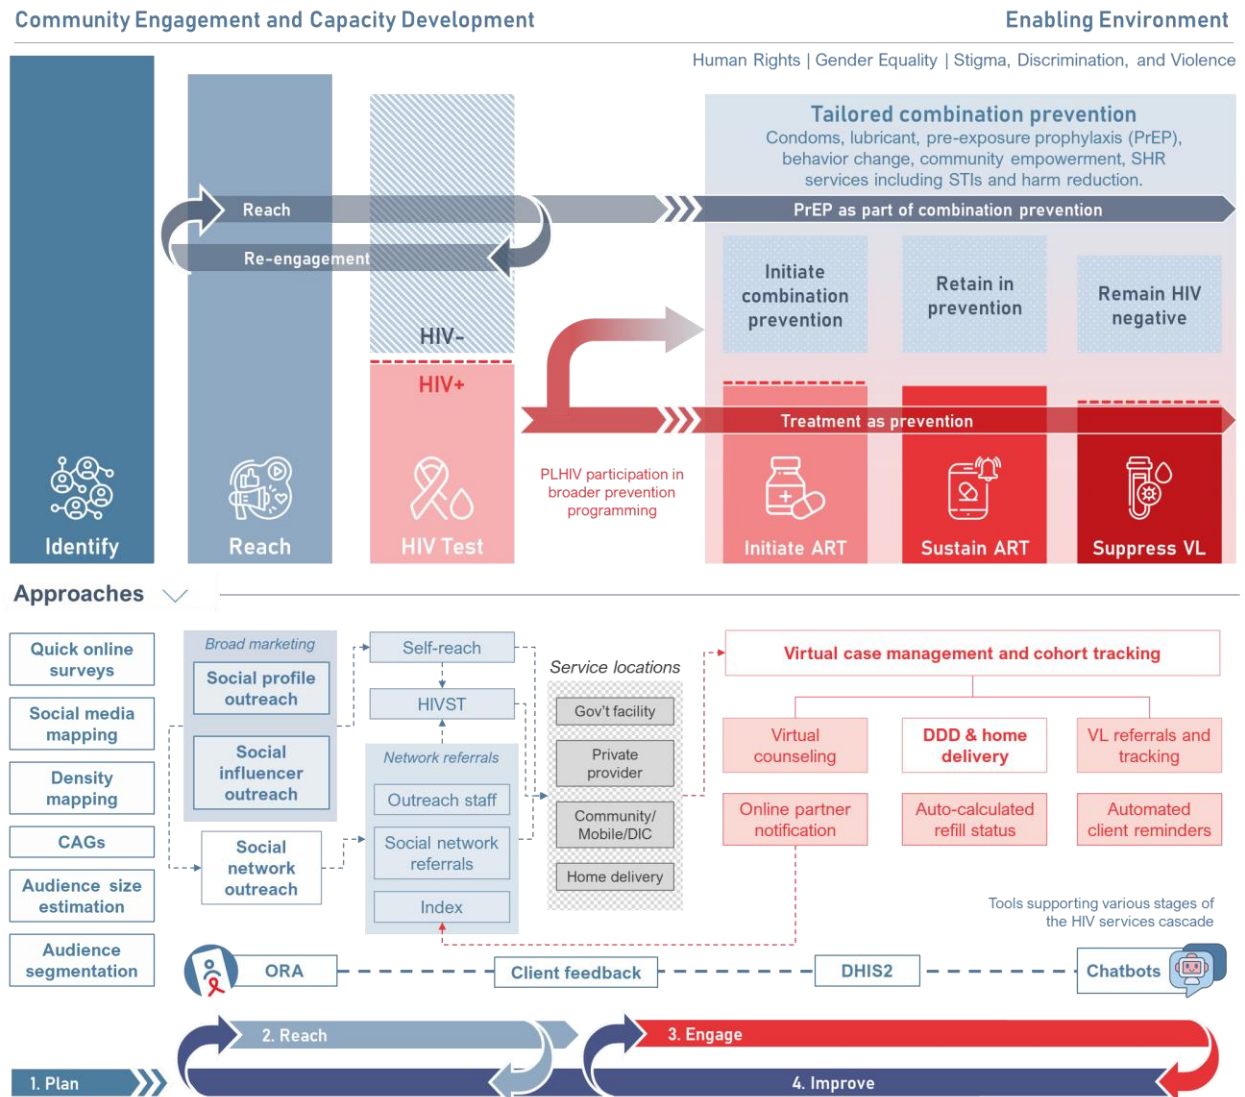 Community Engagement and Capacity Development
Enabling Environment
Human Rights | Gender Equality | Stigma, Discrimination, and Violence
Tailored combination prevention
Condoms, lubricant, pre-exposure prophylaxis (PrEP),
behavior change, community empowerment, SHR
services including STIs and harm reduction.
Reach
PrEP as part of combination prevention
Re-engagement
Initiate
combination
prevention
Retain in
prevention
Remain HIV
negative
HIV-
HIV+
Treatment as prevention
PLHIV participation in
broader prevention
programming
Identify
Reach
HIV Test
Initiate ART
Sustain ART
Suppress VL
Approaches
Quick online
surveys
Social media
mapping
Density
mapping
CAGs
Audience size
estimation
Audience
segmentation
Broad marketing
Social profile
outreach
Social
influencer
outreach
Social
network
outreach
Self-reach
HIVST
Network referrals
Outreach staff
Social network
referrals
Index
Service locations
Gov't facility
Private
provider
Community/
Mobile/DIC
Home delivery
Virtual case management and cohort tracking
Virtual
counseling
DDD & home
delivery
VL referrals and
tracking
Online partner
notification
Auto-calculated
refill status
Automated
client reminders
Tools supporting various stages of
the HIV services cascade
ORA
Client feedback
DHIS2
Chatbots
2. Reach
3. Engage
1. Plan
4. Improve